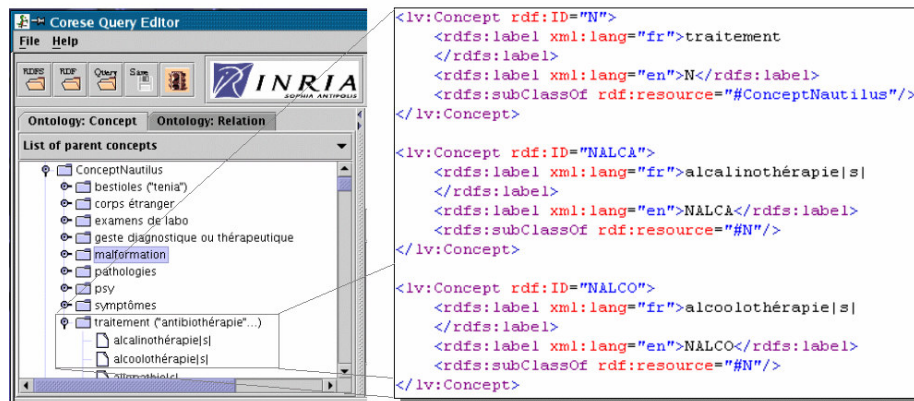 Corese Query Editor
File Help
RDFS RDF Query Save
INRIA
SOPHIA ANTIPOLIS
Ontology: Concept Ontology: Relation
List of parent concepts
ConceptNautilus
bestioles ("tenia")
corps étranger
examens de labo
geste diagnostique ou thérapeutique
malformation
pathologies
psy
symptômes
traitement ("antibiothérapie"...)
alcalinothérapie|s|
alcoolothérapie|s|
<lv:Concept rdf:ID="N">
<rdfs:label xml:lang="fr">traitement
</rdfs:label>
<rdfs:label xml:lang="en">N</rdfs:label>
<rdfs:subClassOf rdf:resource="#ConceptNautilus"/>
</lv:Concept>
<lv:Concept rdf:ID="NALCA">
<rdfs:label xml:lang="fr">alcalinothérapie|s|
</rdfs:label>
<rdfs:label xml:lang="en">NALCA</rdfs:label>
<rdfs:subClassOf rdf:resource="#N"/>
</lv:Concept>
<lv:Concept rdf:ID="NALCO">
<rdfs:label xml:lang="fr">alcoolothérapie|s|
</rdfs:label>
<rdfs:label xml:lang="en">NALCO</rdfs:label>
<rdfs:subClassOf rdf:resource="#N"/>
</lv:Concept>